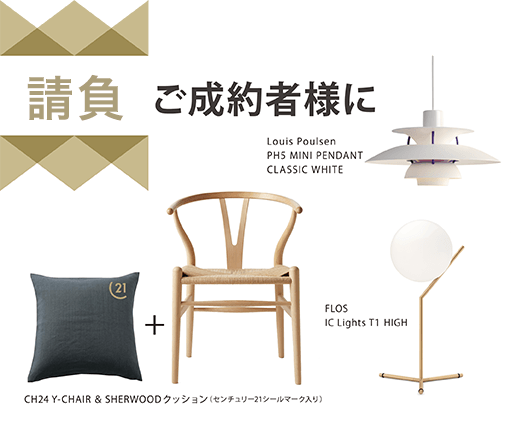 請負 ご成約者様に
Louis Poulsen
PH5 MINI PENDANT
CLASSIC WHITE
21
+
FLOS
IC Lights T1 HIGH
CH24 Y-CHAIR & SHERWOODクッション（センチュリー21シールマーク入り）